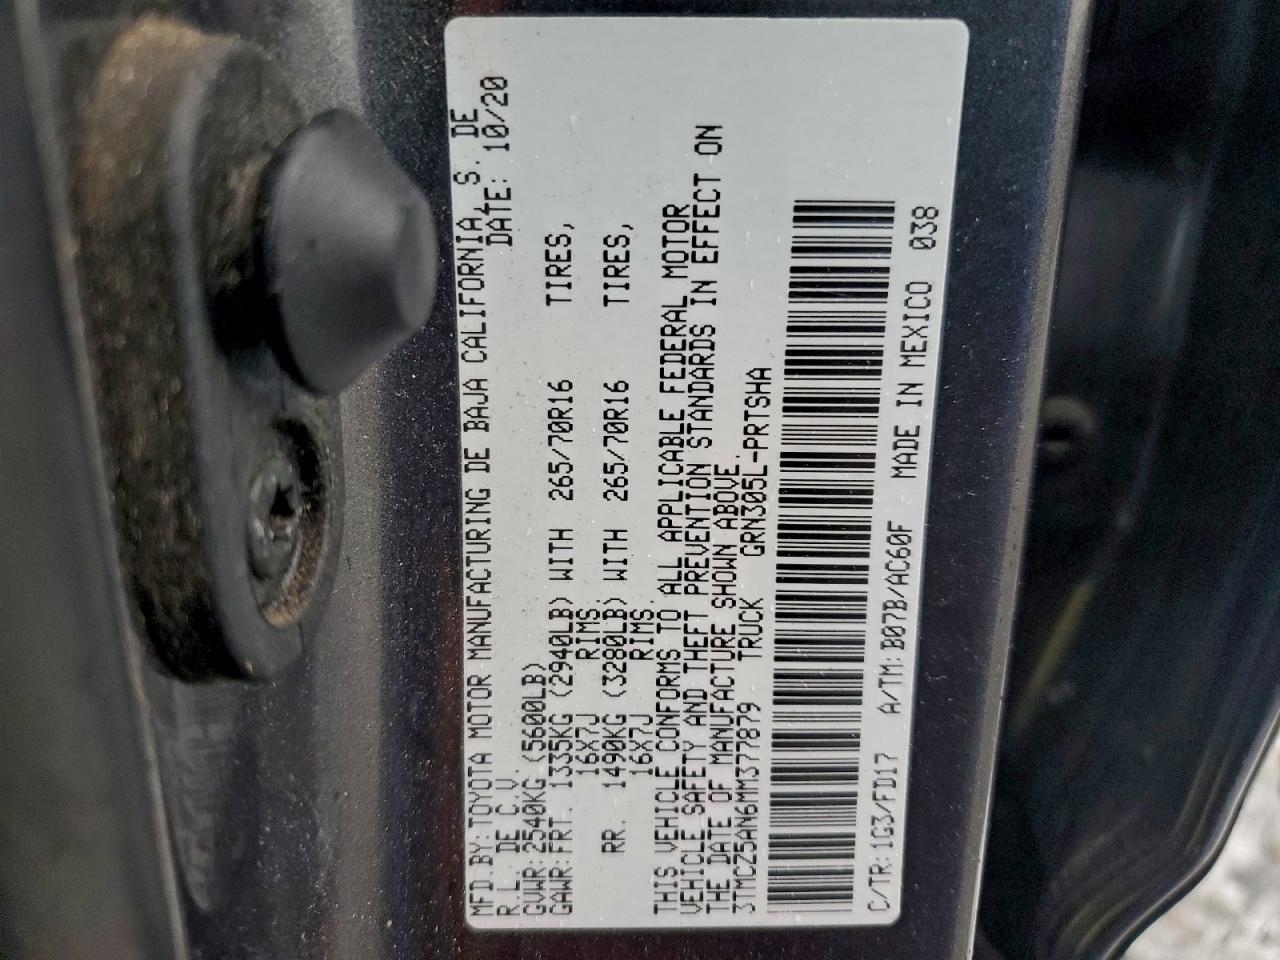 MFD.BY: TOYOTA MOTOR MANUFACTURING DE BAJA CALIFORNIA, S. DE
R.L. DE C.V. DATE: 10/20
GVWR: 2540KG (5600LB)
GAWR: FRT. 1335KG (2940LB) WITH 265/70R16 TIRES,
16X7J RIMS.
RR. 1490KG (3280LB) WITH 265/70R16 TIRES,
16X7J RIMS
THIS VEHICLE CONFORMS TO ALL APPLICABLE FEDERAL MOTOR
VEHICLE SAFETY AND THEFT PREVENTION STANDARDS IN EFFECT ON
THE DATE OF MANUFACTURE SHOWN ABOVE.
3TMCZ5AN6MM377879 TRUCK GRN305L-PRTSHA
C/TR: 1G3/FD17 A/TM: B07B/AC60F MADE IN MEXICO 038